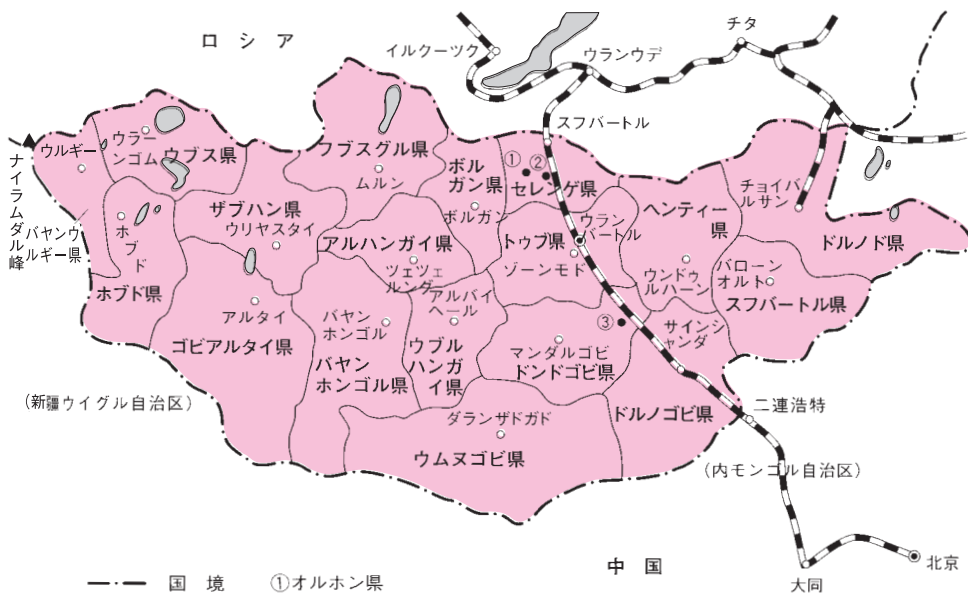 ロシア
イルクーツク
ウランウデ
チタ
スフバートル
ナイラムダル峰
ウルギー
バヤンウ
ルギー県
ウラー
ンゴム
ウブス県
ホブド
ホブド県
ザブハン県
ウリヤスタイ
フブスグル県
ムルン
ボル
ガン県
ボルガン
①
②
セレンゲ県
アルハンガイ県
ツェツェ
ルング
トゥブ県
ゾーンモド
ウラン
バートル
ヘンティー
県
ウンドゥ
ルハーン
チョイバ
ルサン
ドルノド県
バローン
オルト
スフバートル県
アルタイ
ゴビアルタイ県
バヤン
ホンゴル
バヤン
ホンゴル県
アルバイ
ヘール
ウブル
ハンガ
イ県
③
マンダルゴビ
ドンドゴビ県
サインシ
ャンダ
ドルノゴビ県
ダランザドガド
ウムヌゴビ県
(新疆ウイグル自治区)
二連浩特
(内モンゴル自治区)
中国
大同
北京
国境
①オルホン県